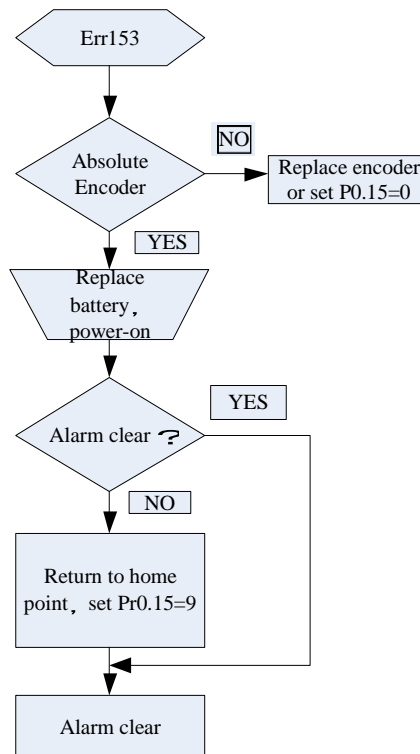 Err153
NO
Absolute
Encoder
Replace encoder
or set P0.15=0
YES
Replace
battery,
power-on
YES
Alarm clear ?
NO
Return to home
point, set Pr0.15=9
Alarm clear